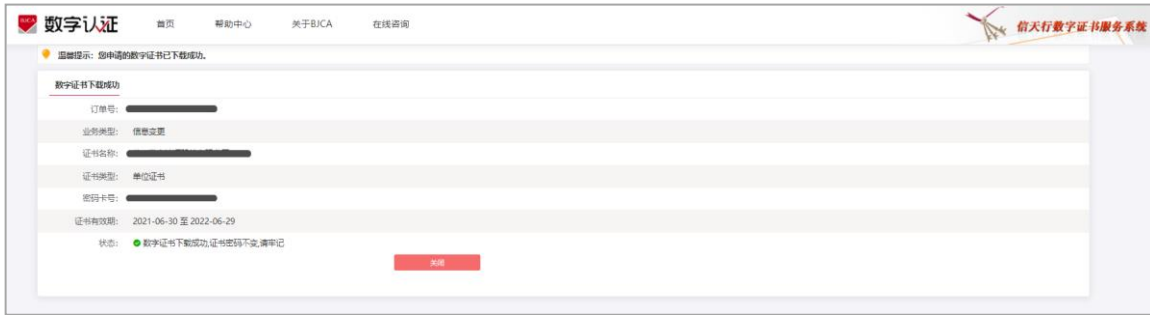 BJCA 数字认证 首页 帮助中心 关于BJCA 在线咨询 信天行数字证书服务系统
温馨提示：您申请的数字证书已下载成功。
数字证书下载成功
订单号：
业务类型： 信息变更
证书名称：
证书类型： 单位证书
密码卡号：
证书有效期： 2021-06-30 至 2022-06-29
状态： 数字证书下载成功,证书密码不变,请牢记
关闭